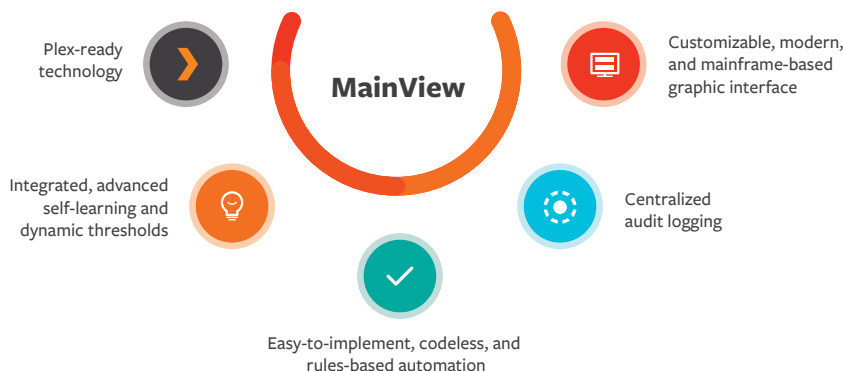 Plex-ready
technology
MainView
Customizable, modern,
and mainframe-based
graphic interface
Integrated, advanced
self-learning and
dynamic thresholds
Centralized
audit logging
Easy-to-implement, codeless, and
rules-based automation